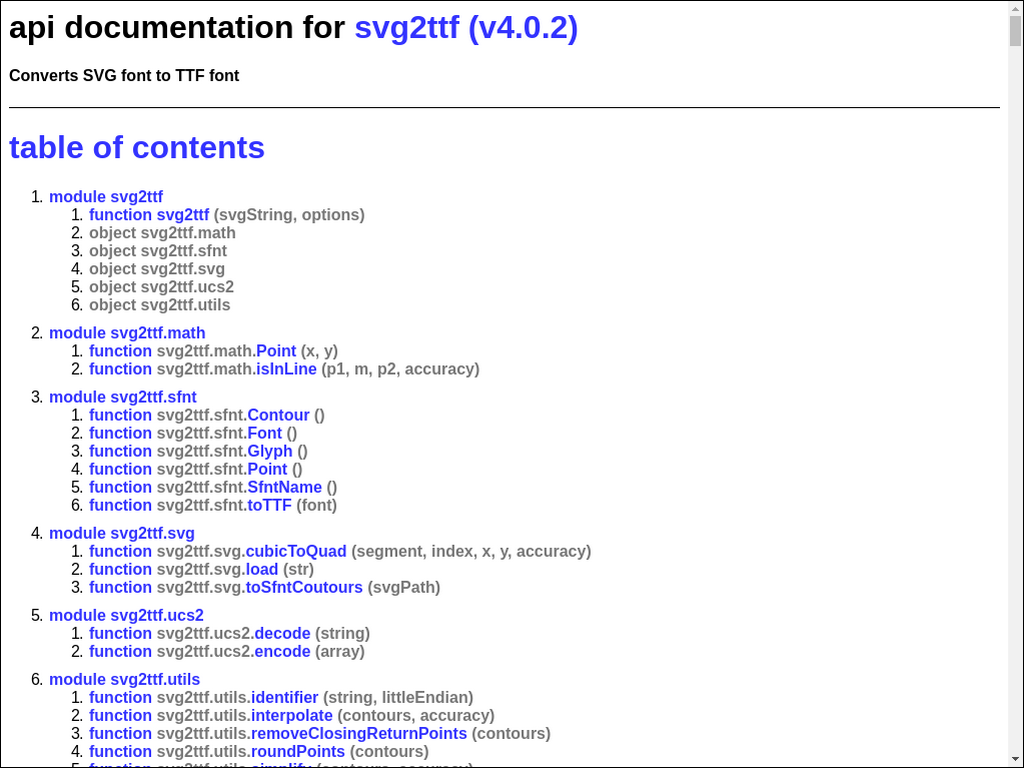 api documentation for svg2ttf (v4.0.2)
Converts SVG font to TTF font
table of contents
1. module svg2ttf
1. function svg2ttf (svgString, options)
2. object svg2ttf.math
3. object svg2ttf.sfnt
4. object svg2ttf.svg
5. object svg2ttf.ucs2
6. object svg2ttf.utils
2. module svg2ttf.math
1. function svg2ttf.math.Point (x, y)
2. function svg2ttf.math.isInLine (p1, m, p2, accuracy)
3. module svg2ttf.sfnt
1. function svg2ttf.sfnt.Contour ()
2. function svg2ttf.sfnt.Font ()
3. function svg2ttf.sfnt.Glyph ()
4. function svg2ttf.sfnt.Point ()
5. function svg2ttf.sfnt.SfntName ()
6. function svg2ttf.sfnt.toTTF (font)
4. module svg2ttf.svg
1. function svg2ttf.svg.cubicToQuad (segment, index, x, y, accuracy)
2. function svg2ttf.svg.load (str)
3. function svg2ttf.svg.toSfntCoutours (svgPath)
5. module svg2ttf.ucs2
1. function svg2ttf.ucs2.decode (string)
2. function svg2ttf.ucs2.encode (array)
6. module svg2ttf.utils
1. function svg2ttf.utils.identifier (string, littleEndian)
2. function svg2ttf.utils.interpolate (contours, accuracy)
3. function svg2ttf.utils.removeClosingReturnPoints (contours)
4. function svg2ttf.utils.roundPoints (contours)
5. function svg2ttf.utils.simplify (contours, accuracy)